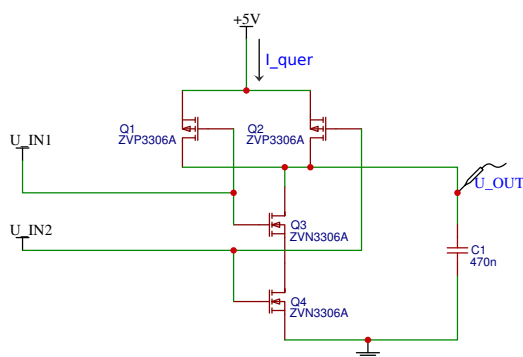 +5V
I_quer
Q1
ZVP3306A
Q2
ZVP3306A
U_IN1
U_OUT
Q3
ZVN3306A
U_IN2
C1
470n
Q4
ZVN3306A